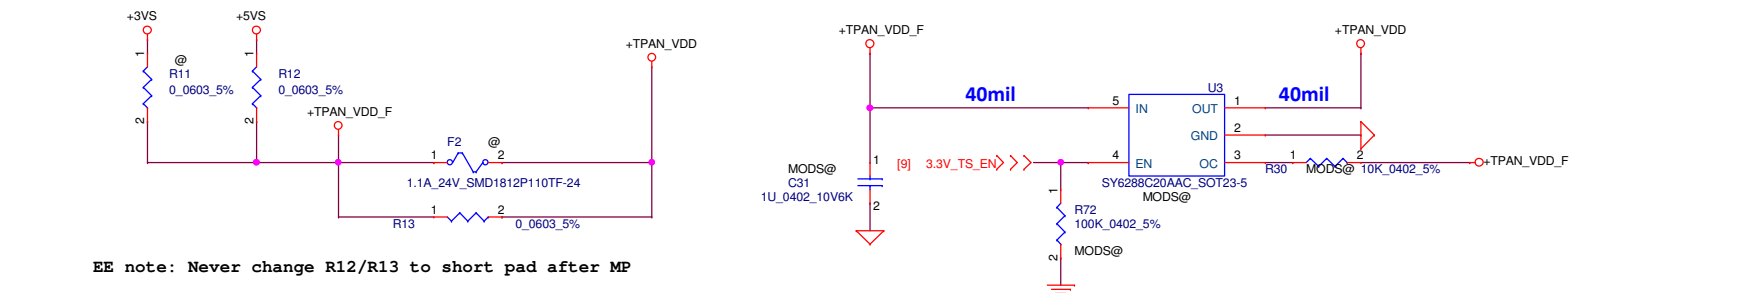 +3VS
+5VS
+TPAN_VDD
1
@
R11
0_0603_5%
2
1
R12
0_0603_5%
2
+TPAN_VDD_F
F2
@
1
2
1.1A_24V_SMD1812P110TF-24
R13
1
2
0_0603_5%
EE note: Never change R12/R13 to short pad after MP
+TPAN_VDD_F
+TPAN_VDD
40mil
U3
40mil
5
IN
OUT
1
GND
2
4
EN
OC
3
SY6288C20AAC_SOT23-5
MODS@
MODS@
C31
1U_0402_10V6K
1
2
[9]
3.3V_TS_EN
1
R72
100K_0402_5%
MODS@
2
R30
1
2
MODS@
10K_0402_5%
+TPAN_VDD_F